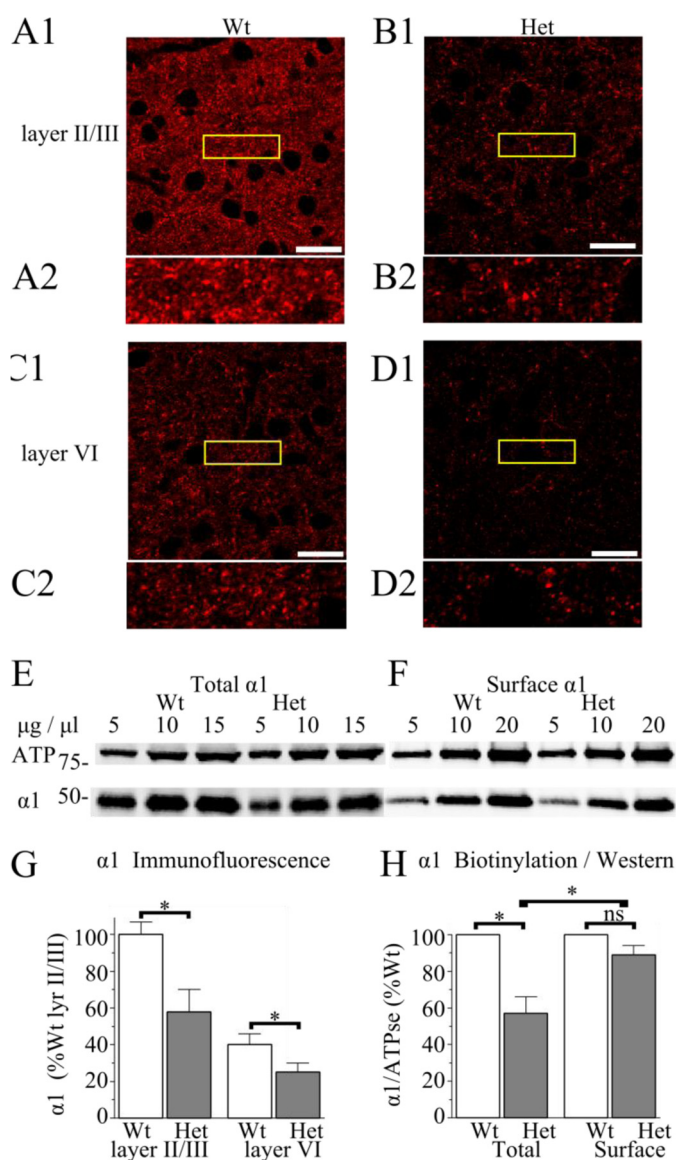 A1 Wt B1 Het
layer II/III
A2 B2
C1 D1
layer VI
C2 D2
E Total α1 F Surface α1
Wt Het Wt Het
μg / μl 5 10 15 5 10 15 5 10 20 5 10 20
ATP 75-
α1 50-
G α1 Immunofluorescence H α1 Biotinylation / Western
α1 (%Wt lyr II/III)
100
80
60
40
20
0
*
*
Wt Het Wt Het
layer II/III layer VI
α1/ATPse (%Wt)
100
80
60
40
20
0
*
*
ns
Wt Het Wt Het
Total Surface